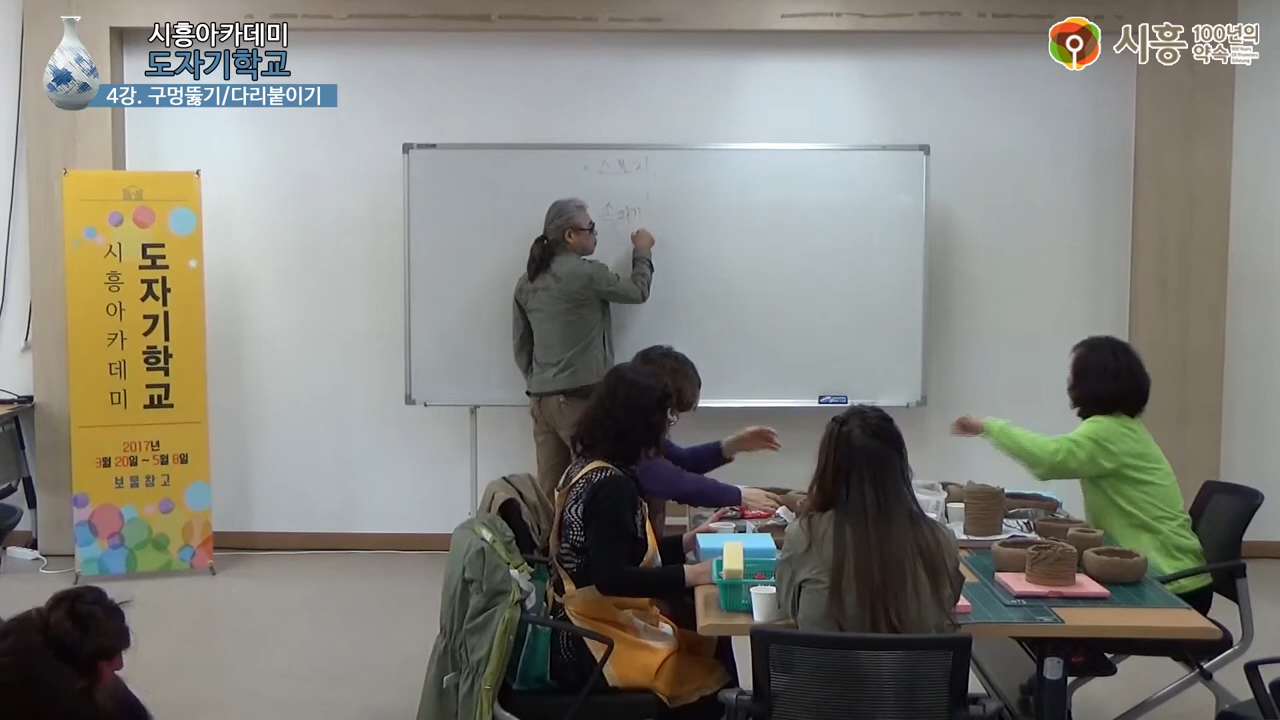 시흥아카데미
도자기학교
4강. 구멍뚫기/다리붙이기
시흥
100년의
약속
도자기학교
시흥아카데미
2017년
3월 20일 ~ 5월 8일
보물창고